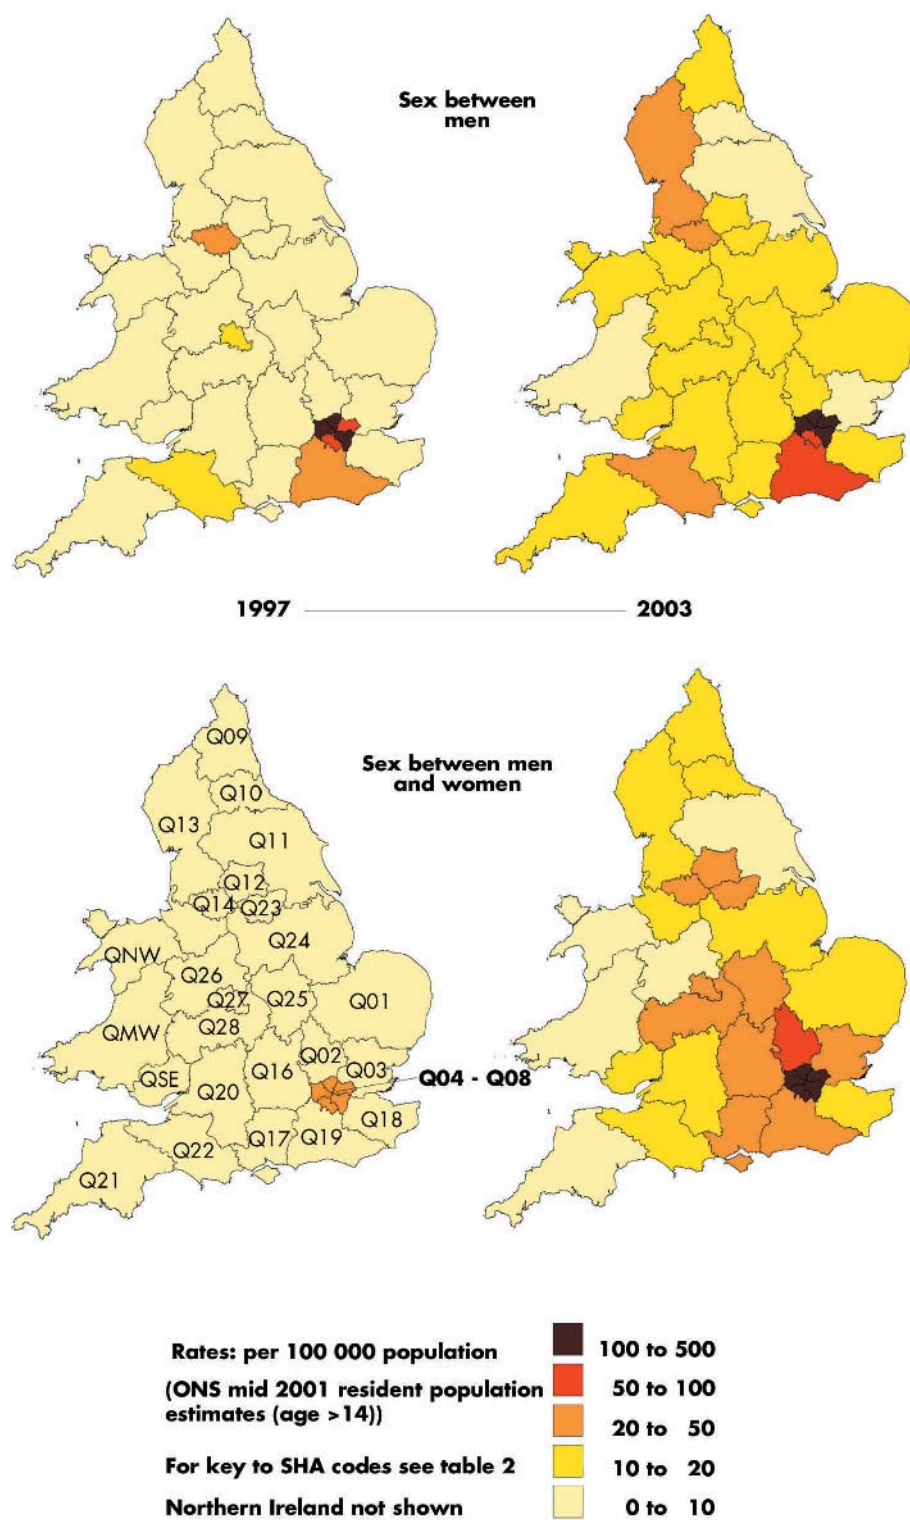 Sex between
men
1997
2003
Sex between men
and women
Q09
Q10
Q13
Q11
Q12
Q14
Q23
Q24
QNW
Q26
Q27
Q25
Q01
QMW
Q28
Q02
Q03
Q04 - Q08
QSE
Q20
Q16
Q18
Q22
Q17
Q19
Q21
Rates: per 100 000 population
(ONS mid 2001 resident population
estimates (age >14))
For key to SHA codes see table 2
Northern Ireland not shown
100 to 500
50 to 100
20 to 50
10 to 20
0 to 10